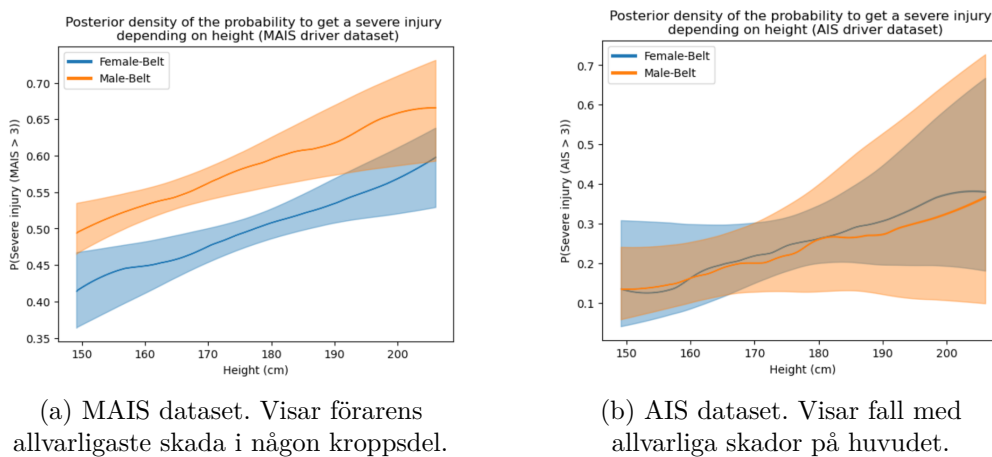 Posterior density of the probability to get a severe injury
depending on height (MAIS driver dataset)
Female-Belt
Male-Belt
P(Severe injury (MAIS > 3))
0.70
0.65
0.60
0.55
0.50
0.45
0.40
0.35
150 160 170 180 190 200
Height (cm)
(a) MAIS dataset. Visar förarens
allvarligaste skada i någon kroppsdel.
Posterior density of the probability to get a severe injury
depending on height (AIS driver dataset)
Female-Belt
Male-Belt
P(Severe injury (AIS > 3))
0.7
0.6
0.5
0.4
0.3
0.2
0.1
150 160 170 180 190 200
Height (cm)
(b) AIS dataset. Visar fall med
allvarliga skador på huvudet.